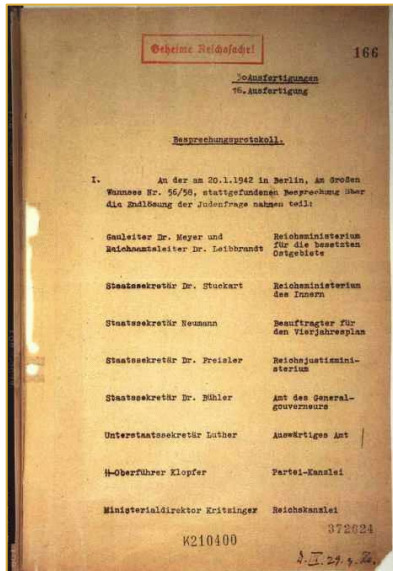 Geheime Reichssache!
166
30 Ausfertigungen
16. Ausfertigung
Besprechungsprotokoll.
I. An der am 20.1.1942 in Berlin, Am Großen
Wannsee Nr. 56/58, stattgefundenen Besprechung über
die Endlösung der Judenfrage nahmen teil:
Gauleiter Dr. Meyer und Reichsministerium
Reichsamtsleiter Dr. Leibbrandt für die besetzten
Ostgebiete
Staatssekretär Dr. Stuckart Reichsministerium
des Innern
Staatssekretär Neumann Beauftragter für
den Vierjahresplan
Staatssekretär Dr. Freisler Reichsjustizmini-
sterium
Staatssekretär Dr. Bühler Amt des General-
gouverneurs
Unterstaatssekretär Luther Auswärtiges Amt
SS-Oberführer Klopfer Partei-Kanzlei
Ministerialdirektor Kritzinger Reichskanzlei
372024
K210400